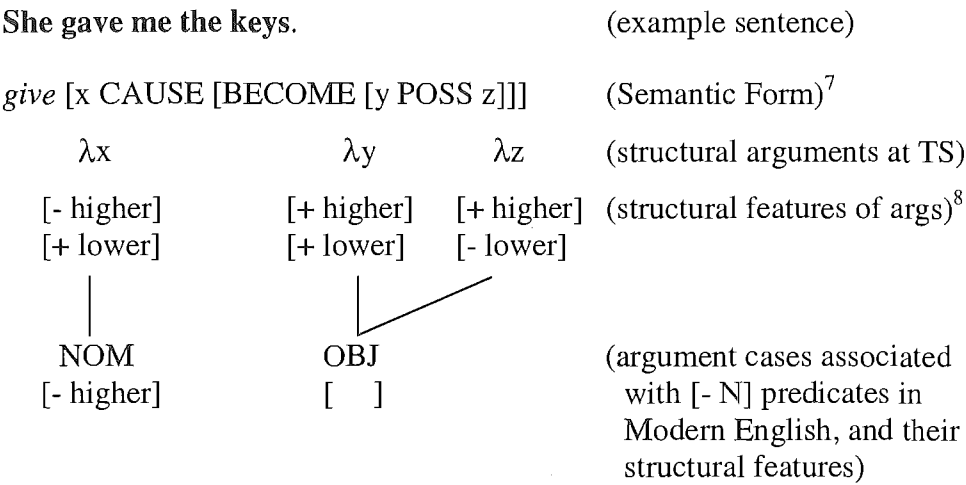 She gave me the keys. (example sentence)
give [x CAUSE [BECOME [y POSS z]]] (Semantic Form)7
λx λy λz (structural arguments at TS)
[- higher] [+ higher] [+ higher] (structural features of args)8
[+ lower] [+ lower] [- lower]
NOM OBJ (argument cases associated
[- higher] [ ] with [- N] predicates in
Modern English, and their
structural features)